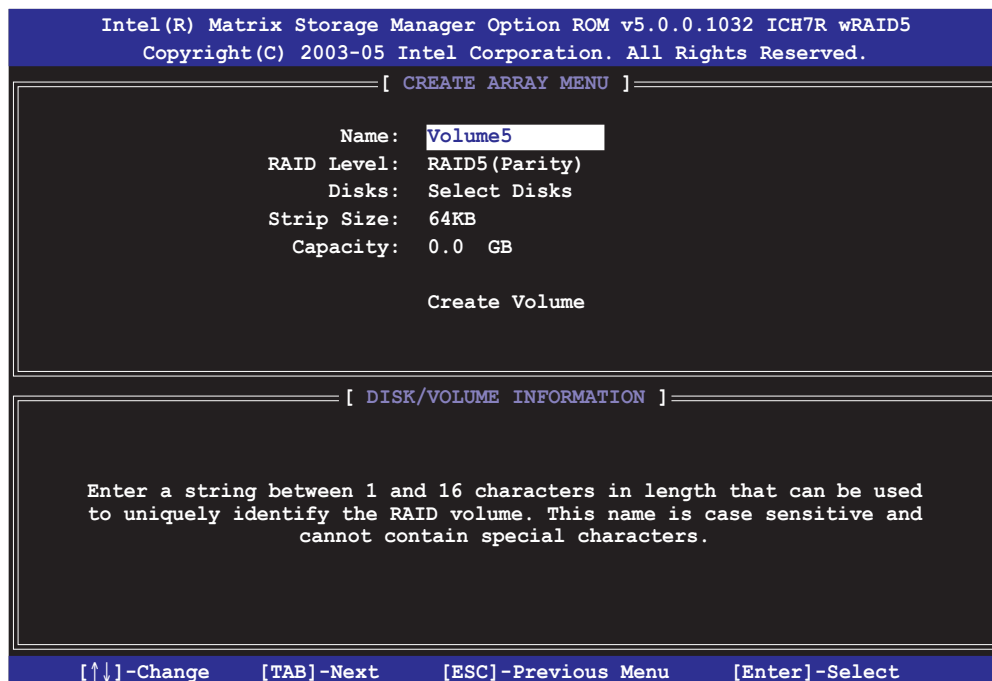 Intel(R) Matrix Storage Manager Option ROM v5.0.0.1032 ICH7R wRAID5
Copyright(C) 2003-05 Intel Corporation. All Rights Reserved.
[ CREATE ARRAY MENU ]
Name: Volume5
RAID Level: RAID5(Parity)
Disks: Select Disks
Strip Size: 64KB
Capacity: 0.0 GB
Create Volume
[ DISK/VOLUME INFORMATION ]
Enter a string between 1 and 16 characters in length that can be used
to uniquely identify the RAID volume. This name is case sensitive and
cannot contain special characters.
[↑↓]-Change [TAB]-Next [ESC]-Previous Menu [Enter]-Select